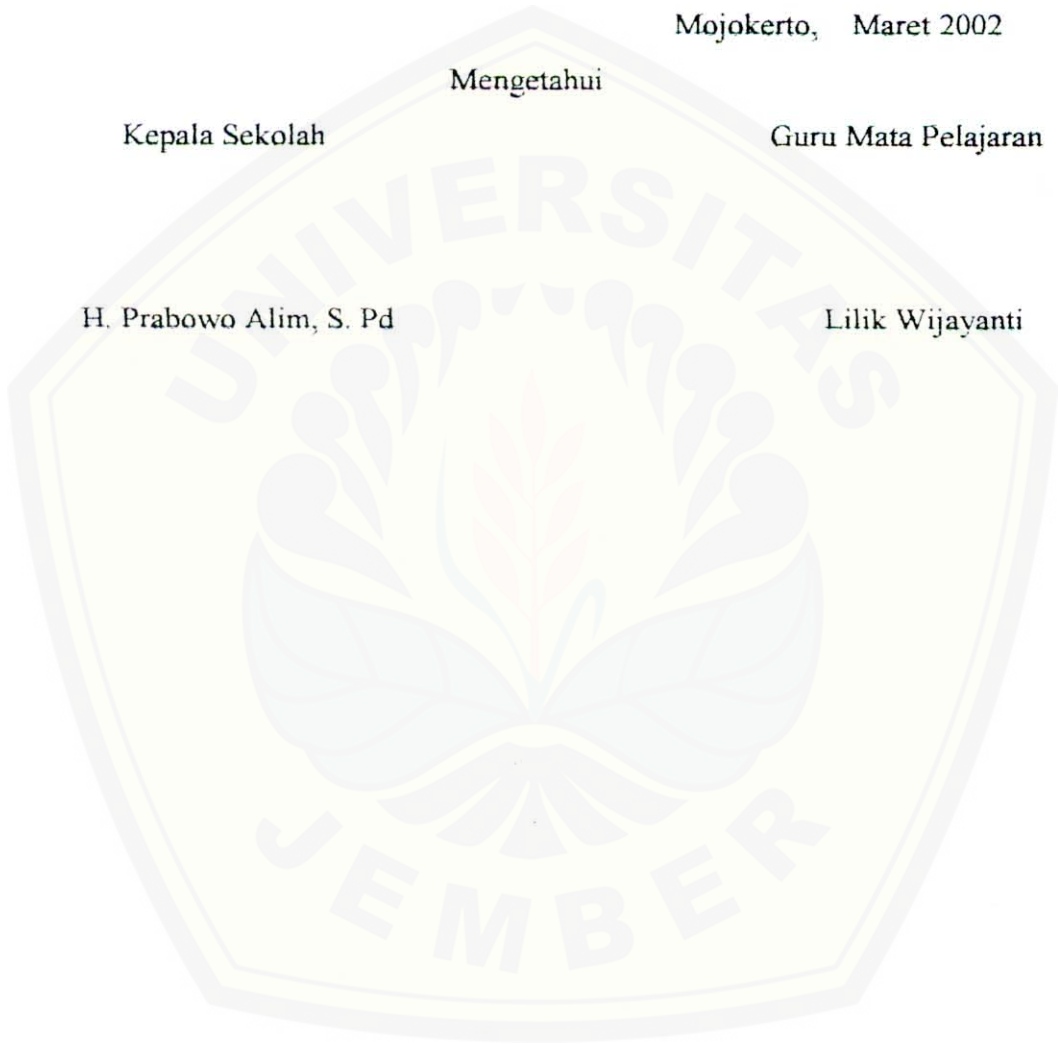 Mojokerto, Maret 2002
Mengetahui
Kepala Sekolah Guru Mata Pelajaran
H. Prabowo Alim, S. Pd Lilik Wijayanti
UNIVERSITAS
JEMBER